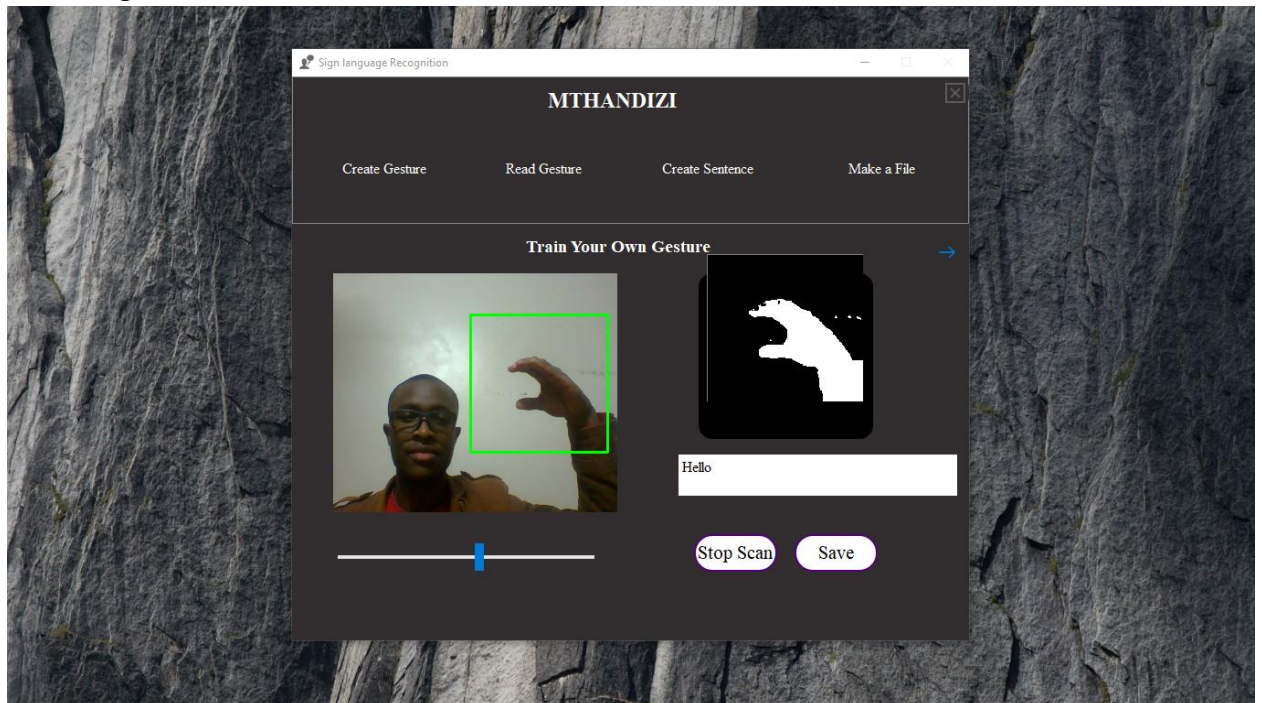 Sign language Recognition
MTHANDIZI
Create Gesture Read Gesture Create Sentence Make a File
Train Your Own Gesture
Hello
Stop Scan Save